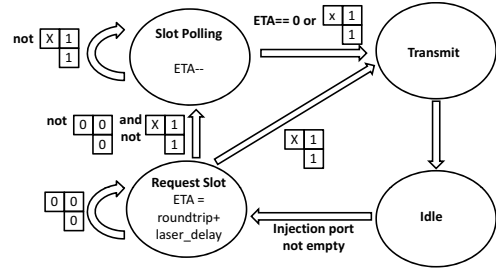 ETA== 0 or x 1
1
not X 1
1
Slot Polling
ETA--
Transmit
not 0 0
0
and
not X 1
1
X 1
1
0 0
0
Request Slot
ETA =
roundtrip+
laser_delay
Injection port
not empty
Idle